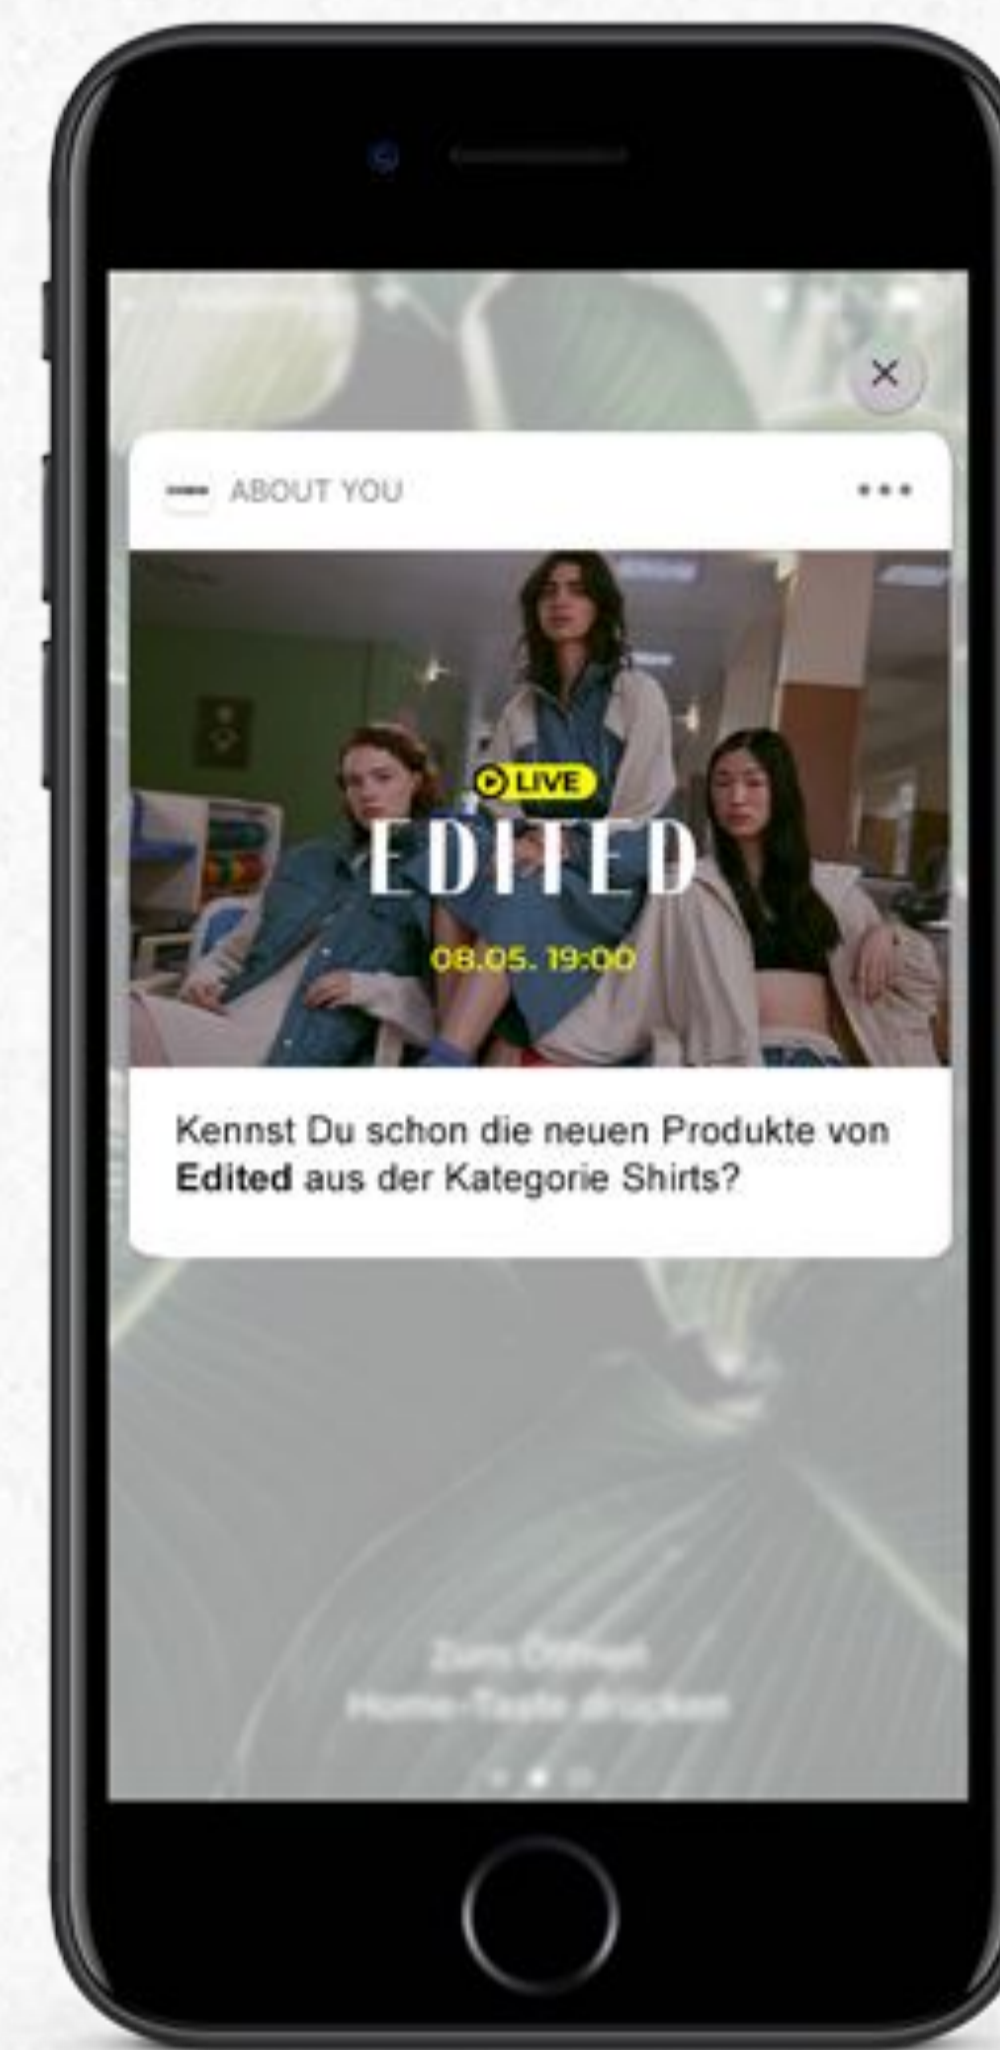 ABOUT YOU
LIVE
EDITED
08.05. 19:00
Kennst Du schon die neuen Produkte von
Edited aus der Kategorie Shirts?
Zum Öffnen
Home-Taste drücken